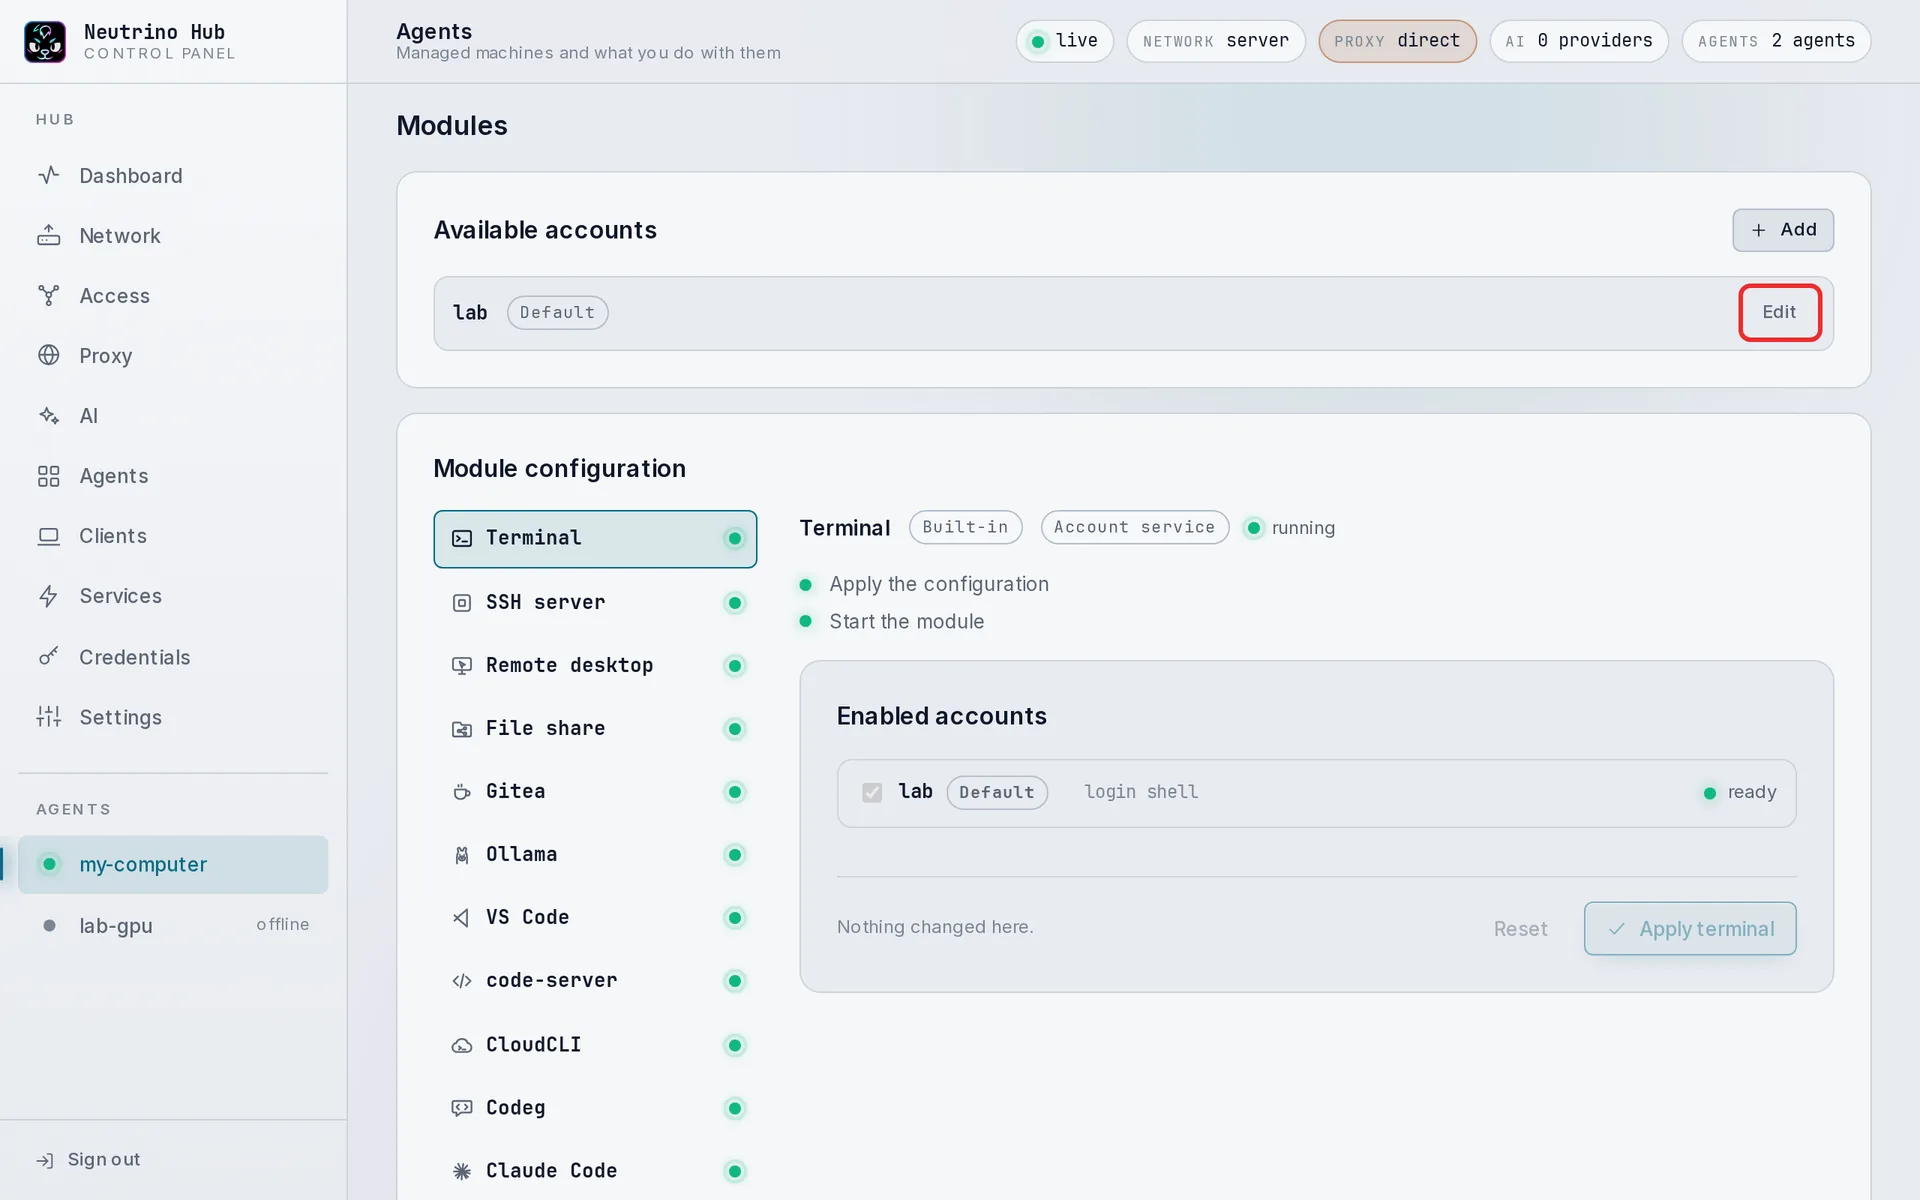 Neutrino Hub
CONTROL PANEL
Agents
Managed machines and what you do with them
live
NETWORK server
PROXY direct
AI 0 providers
AGENTS 2 agents
HUB
Dashboard
Network
Access
Proxy
AI
Agents
Clients
Services
Credentials
Settings
AGENTS
my-computer
lab-gpu offline
Sign out
Modules
Available accounts
Add
lab Default
Edit
Module configuration
Terminal
SSH server
Remote desktop
File share
Gitea
Ollama
VS Code
code-server
CloudCLI
Codeg
Claude Code
Terminal Built-in Account service running
Apply the configuration
Start the module
Enabled accounts
lab Default login shell ready
Nothing changed here.
Reset
Apply terminal